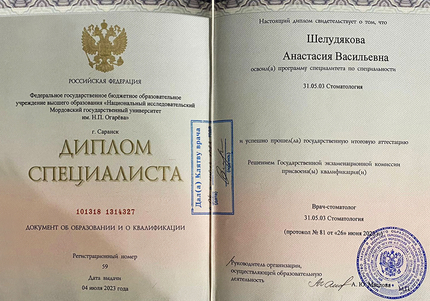 РОССИЙСКАЯ ФЕДЕРАЦИЯ
Федеральное государственное бюджетное образовательное
учреждение высшего образования «Национальный исследовательский
Мордовский государственный университет
им. Н.П. Огарёва»
г. Саранск
ДИПЛОМ
СПЕЦИАЛИСТА
101318 1314327
ДОКУМЕНТ ОБ ОБРАЗОВАНИИ И О КВАЛИФИКАЦИИ
Регистрационный номер
59
Дата выдачи
04 июля 2023 года
Дал(а) Клятву врача
Настоящий диплом свидетельствует о том, что
Шелудякова
Анастасия Васильевна
освоил(а) программу специалитета по специальности
31.05.03 Стоматология
и успешно прошел(ла) государственную итоговую аттестацию
Решением Государственной экзаменационной комиссии
присвоена(ы) квалификация(и)
Врач-стоматолог
31.05.03 Стоматология
(протокол № 81 от «26» июня
Руководитель организации,
осуществляющей образовательную
деятельность